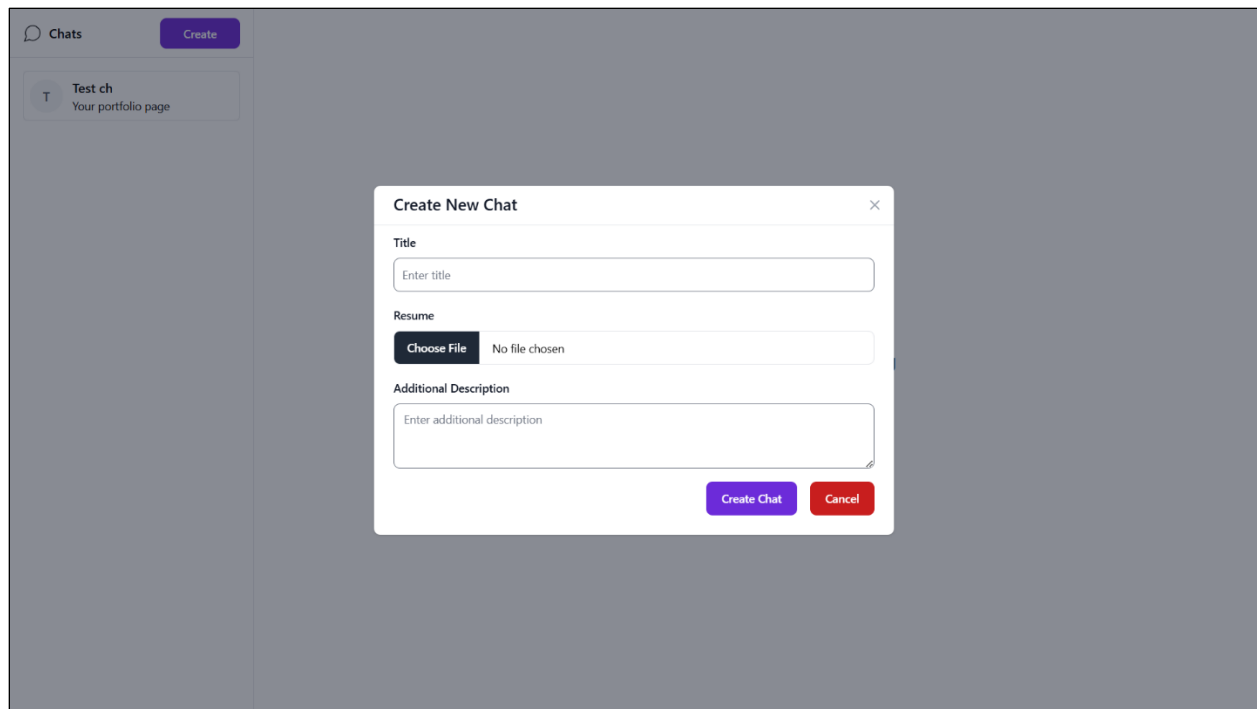 Chats
Create
T
Test ch
Your portfolio page
Create New Chat
Title
Enter title
Resume
Choose File
No file chosen
Additional Description
Enter additional description
Create Chat
Cancel